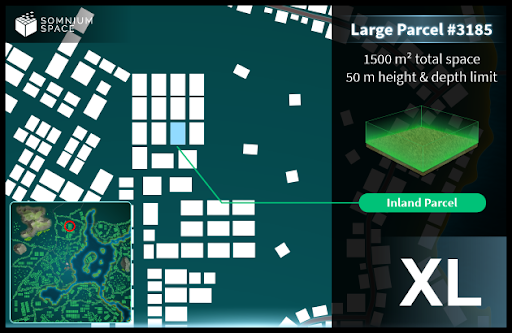 SOMNIUM
SPACE
Large Parcel #3185
1500 m² total space
50 m height & depth limit
Inland Parcel
XL